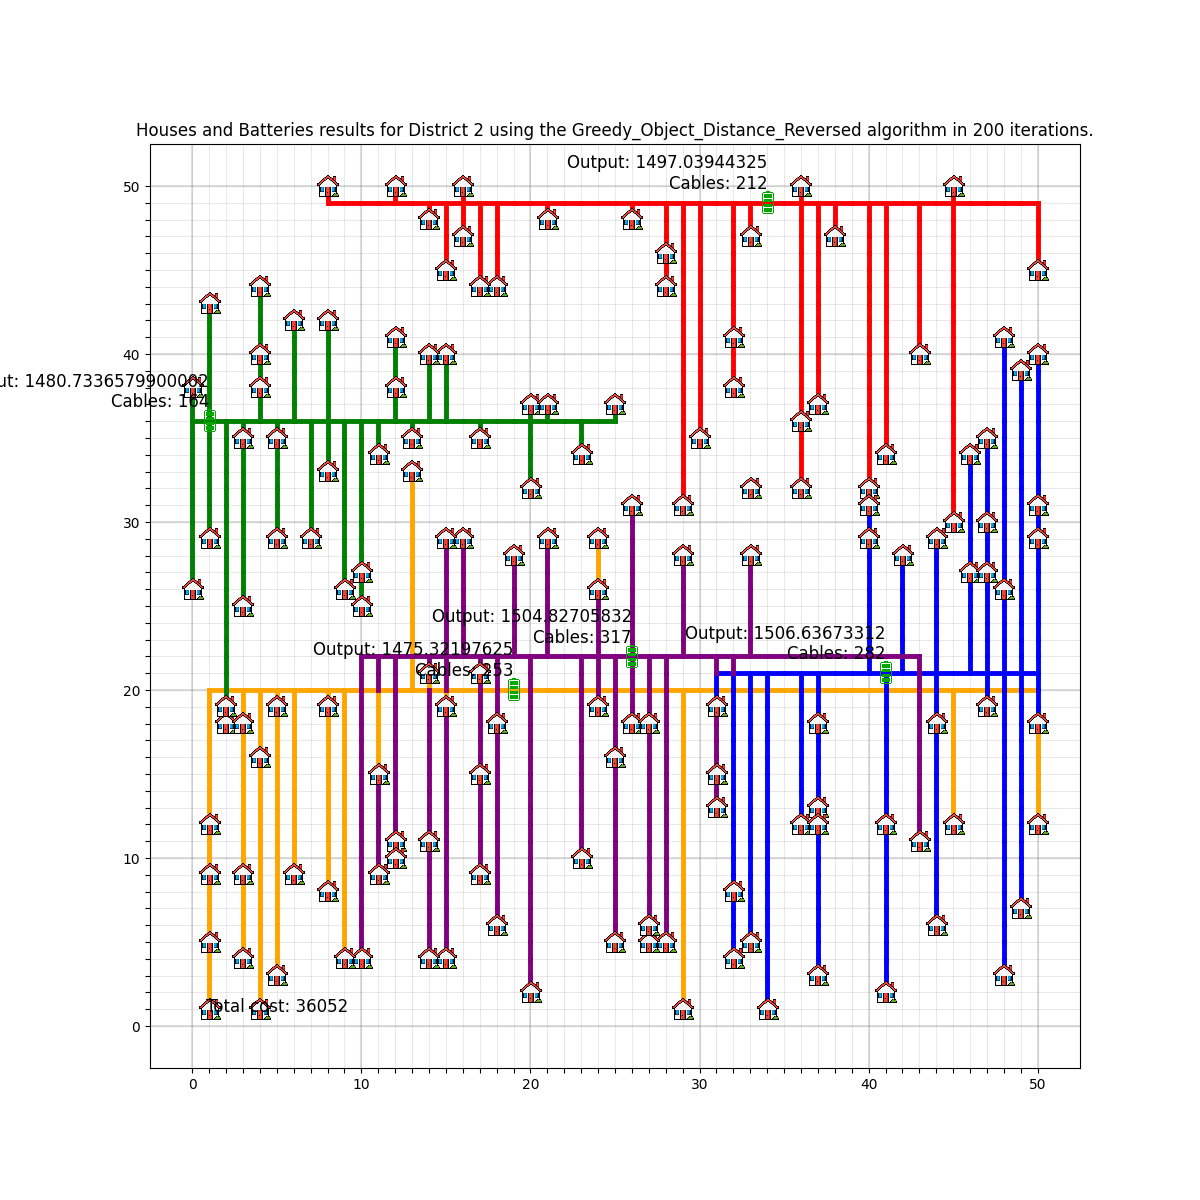 Houses and Batteries results for District 2 using the Greedy_Object_Distance_Reversed algorithm in 200 iterations.
Output: 1497.03944325
Cables: 212
50
40
ut: 1480.7336579900002
Cables: 164
30
Output: 1504.82705832
Cables: 317
Output: 1506.63673312
Cables: 282
Output: 1475.32197625
Cables: 253
20
10
Total cost: 36052
0
0 10 20 30 40 50